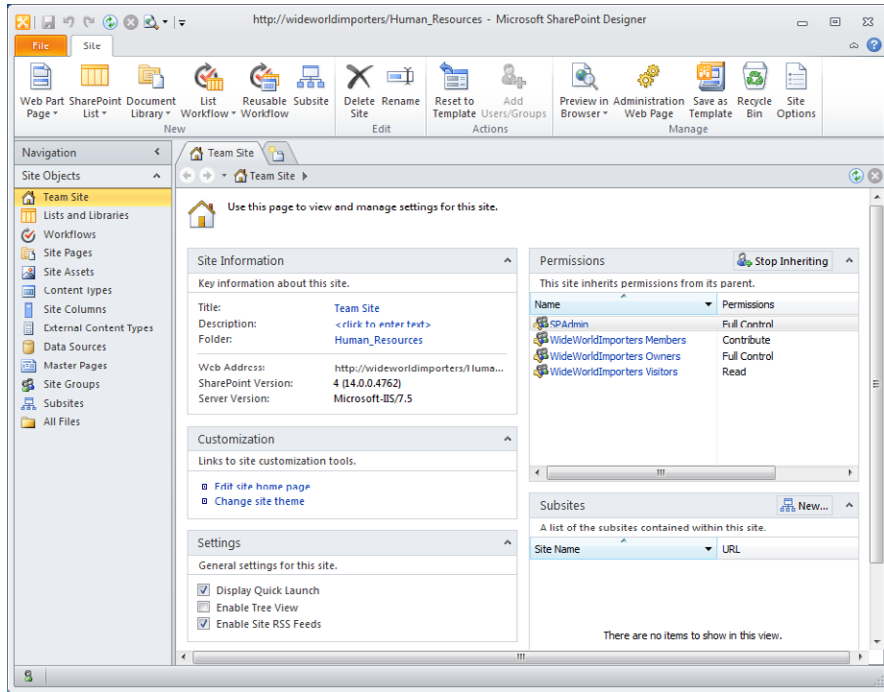 http://wideworldimporters/Human_Resources - Microsoft SharePoint Designer
File Site
Web Part Page
SharePoint List
Document Library
List Workflow
Reusable Workflow
Subsite
New
Delete Site
Rename
Edit
Reset to Template
Add Users/Groups
Actions
Preview in Browser
Administration Web Page
Save as Template
Recycle Bin
Site Options
Manage
Navigation
Site Objects
Team Site
Lists and Libraries
Workflows
Site Pages
Site Assets
Content Types
Site Columns
External Content Types
Data Sources
Master Pages
Site Groups
Subsites
All Files
Team Site
Team Site
Use this page to view and manage settings for this site.
Site Information
Key information about this site.
Title: Team Site
Description: <click to enter text>
Folder: Human_Resources
Web Address: http://wideworldimporters/Huma...
SharePoint Version: 4 (14.0.0.4762)
Server Version: Microsoft-IIS/7.5
Customization
Links to site customization tools.
Edit site home page
Change site theme
Settings
General settings for this site.
Display Quick Launch
Enable Tree View
Enable Site RSS Feeds
Permissions Stop Inheriting
This site inherits permissions from its parent.
Name Permissions
SPAdmin Full Control
WideWorldImporters Members Contribute
WideWorldImporters Owners Full Control
WideWorldImporters Visitors Read
Subsites New...
A list of the subsites contained within this site.
Site Name URL
There are no items to show in this view.